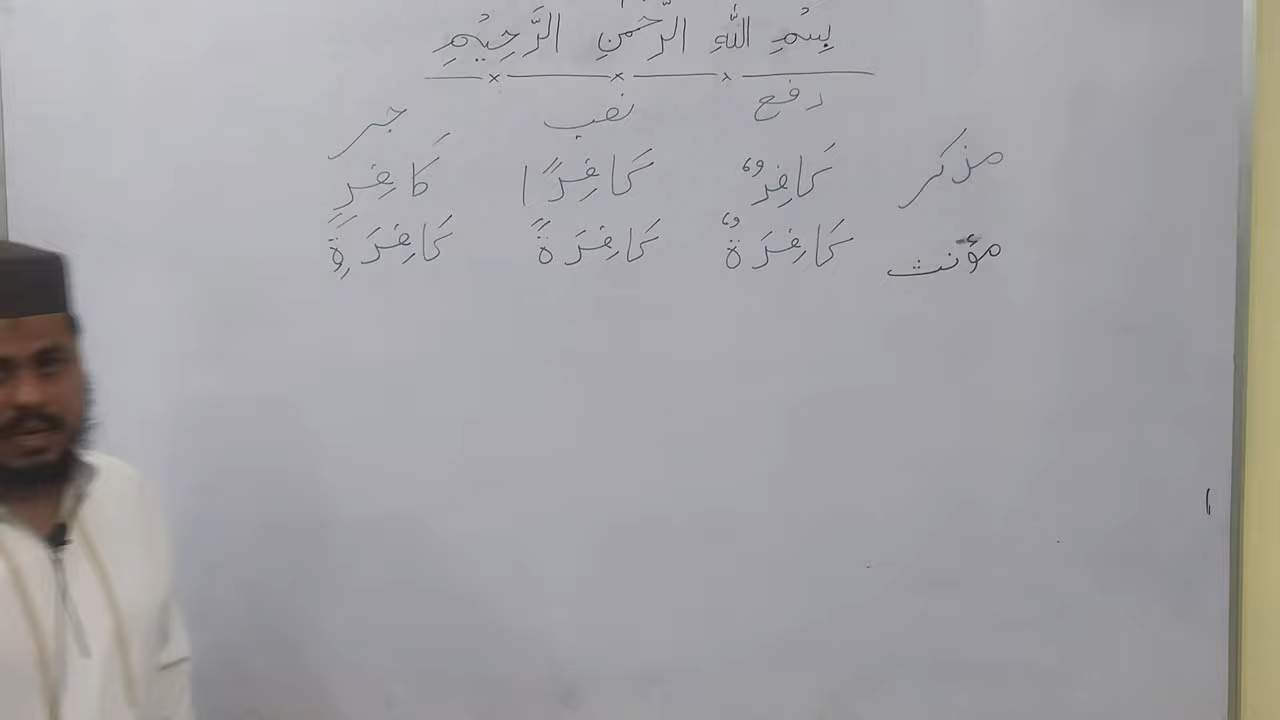 بِسْمِ اللّٰهِ الرَّحْمٰنِ الرَّحِيْمِ
رفع نصب جر
مذكر كَافِرٌ كَافِرًا كَافِرٍ
مؤنث كَافِرَةٌ كَافِرَةً كَافِرَةٍ